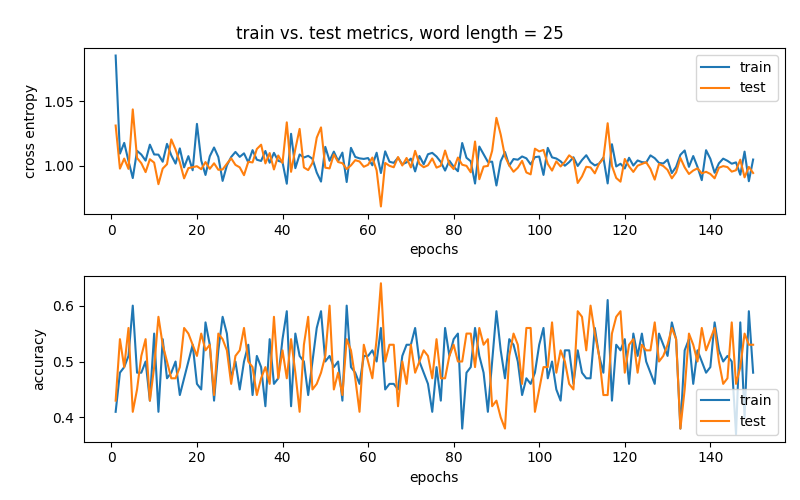 train vs. test metrics, word length = 25
cross entropy
1.05
1.00
train
test
0 20 40 60 80 100 120 140
epochs
accuracy
0.6
0.5
0.4
train
test
0 20 40 60 80 100 120 140
epochs